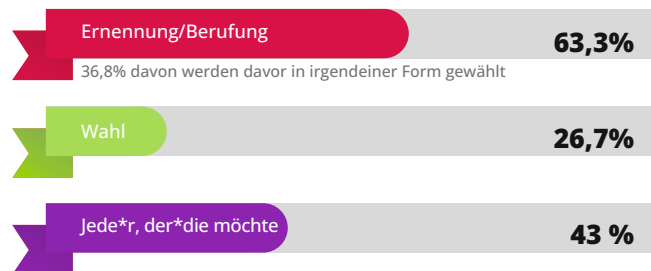 Ernennung/Berufung
63,3%
36,8% davon werden davor in irgendeiner Form gewählt
Wahl
26,7%
Jede*r, der*die möchte
43 %